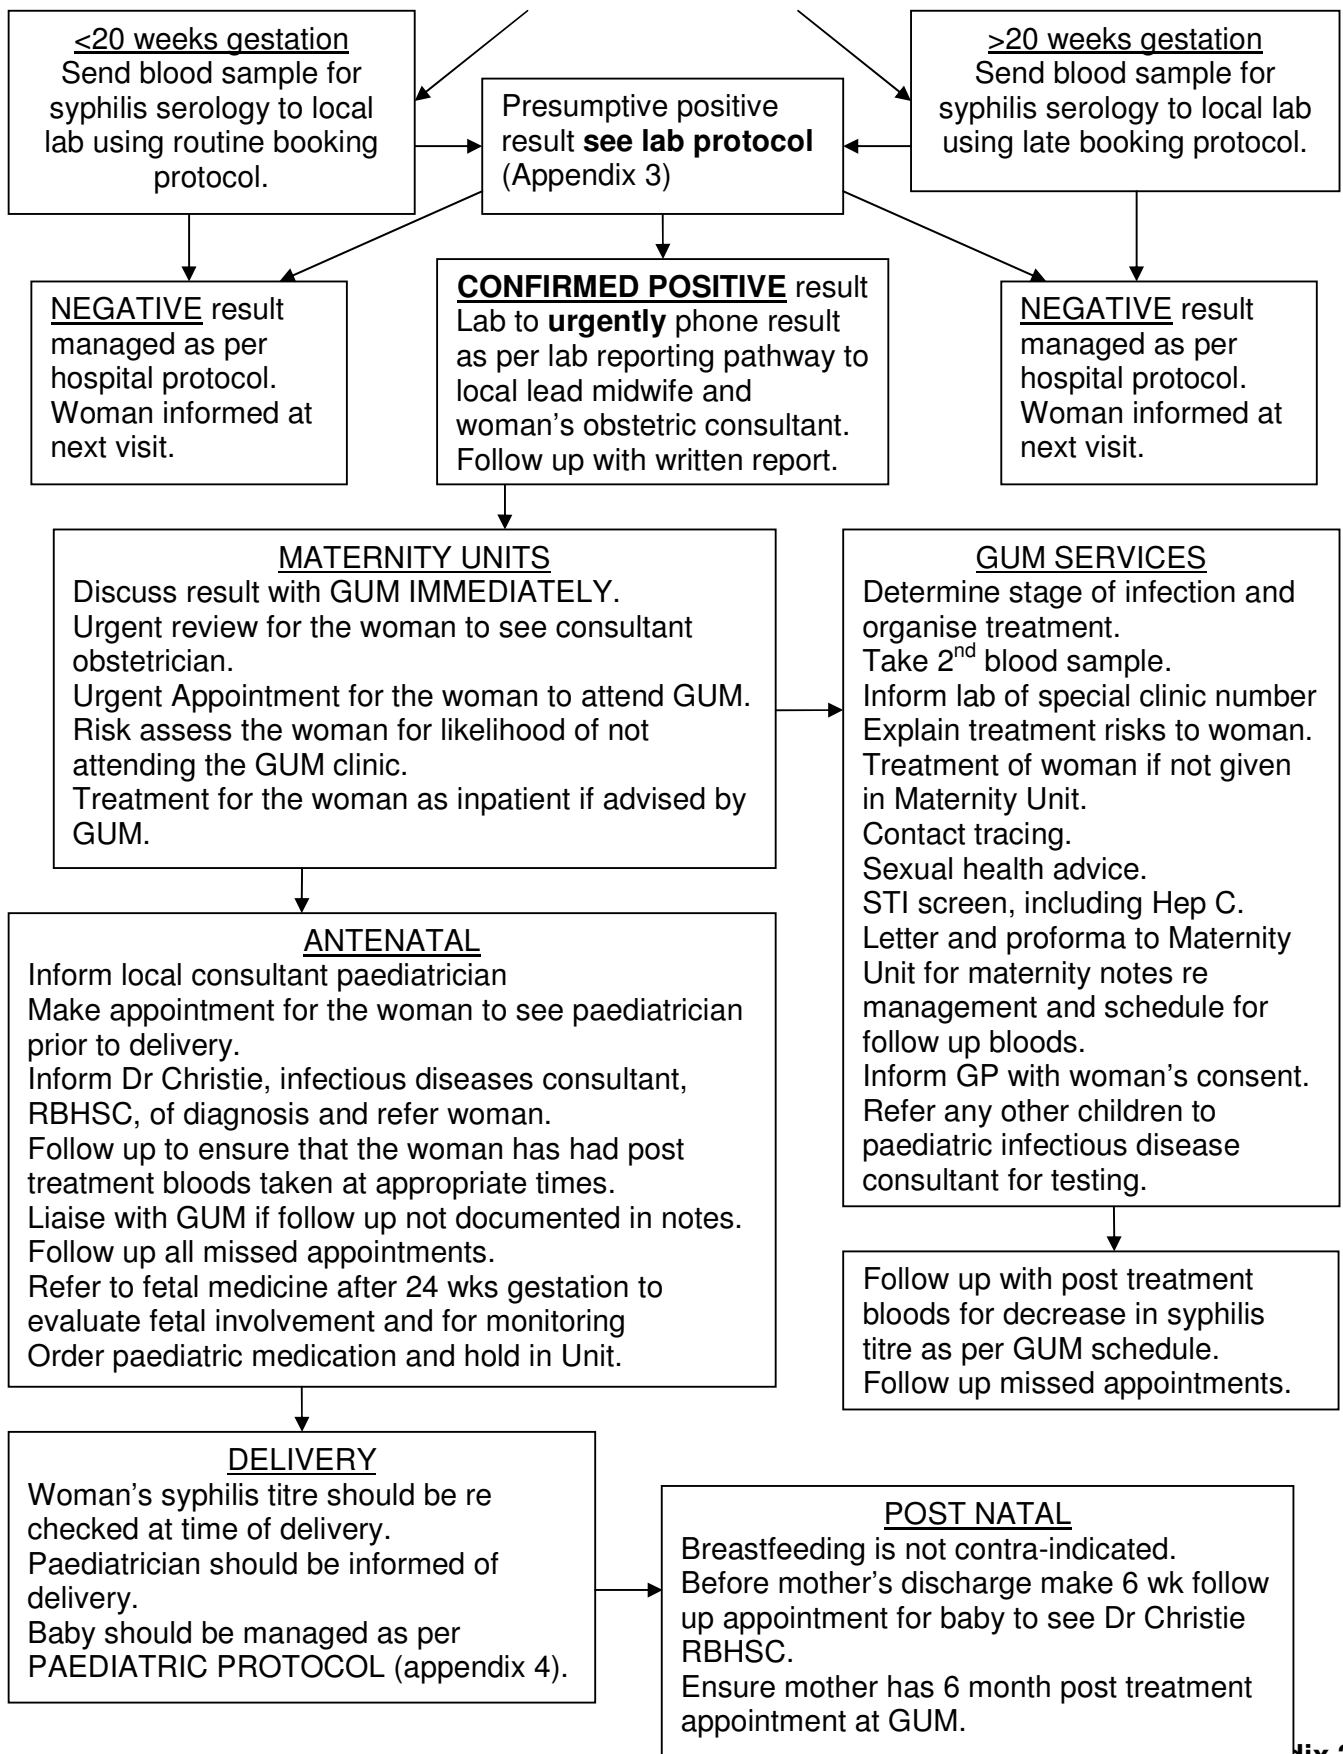 <20 weeks gestation
Send blood sample for
syphilis serology to local
lab using routine booking
protocol.
Presumptive positive
result see lab protocol
(Appendix 3)
>20 weeks gestation
Send blood sample for
syphilis serology to local lab
using late booking protocol.
NEGATIVE result
managed as per
hospital protocol.
Woman informed at
next visit.
CONFIRMED POSITIVE result
Lab to urgently phone result
as per lab reporting pathway to
local lead midwife and
woman's obstetric consultant.
Follow up with written report.
NEGATIVE result
managed as per
hospital protocol.
Woman informed at
next visit.
MATERNITY UNITS
Discuss result with GUM IMMEDIATELY.
Urgent review for the woman to see consultant
obstetrician.
Urgent Appointment for the woman to attend GUM.
Risk assess the woman for likelihood of not
attending the GUM clinic.
Treatment for the woman as inpatient if advised by
GUM.
GUM SERVICES
Determine stage of infection and
organise treatment.
Take 2nd blood sample.
Inform lab of special clinic number
Explain treatment risks to woman.
Treatment of woman if not given
in Maternity Unit.
Contact tracing.
Sexual health advice.
STI screen, including Hep C.
Letter and proforma to Maternity
Unit for maternity notes re
management and schedule for
follow up bloods.
Inform GP with woman's consent.
Refer any other children to
paediatric infectious disease
consultant for testing.
ANTENATAL
Inform local consultant paediatrician
Make appointment for the woman to see paediatrician
prior to delivery.
Inform Dr Christie, infectious diseases consultant,
RBHSC, of diagnosis and refer woman.
Follow up to ensure that the woman has had post
treatment bloods taken at appropriate times.
Liaise with GUM if follow up not documented in notes.
Follow up all missed appointments.
Refer to fetal medicine after 24 wks gestation to
evaluate fetal involvement and for monitoring
Order paediatric medication and hold in Unit.
Follow up with post treatment
bloods for decrease in syphilis
titre as per GUM schedule.
Follow up missed appointments.
DELIVERY
Woman's syphilis titre should be re
checked at time of delivery.
Paediatrician should be informed of
delivery.
Baby should be managed as per
PAEDIATRIC PROTOCOL (appendix 4).
POST NATAL
Breastfeeding is not contra-indicated.
Before mother's discharge make 6 wk follow
up appointment for baby to see Dr Christie
RBHSC.
Ensure mother has 6 month post treatment
appointment at GUM.